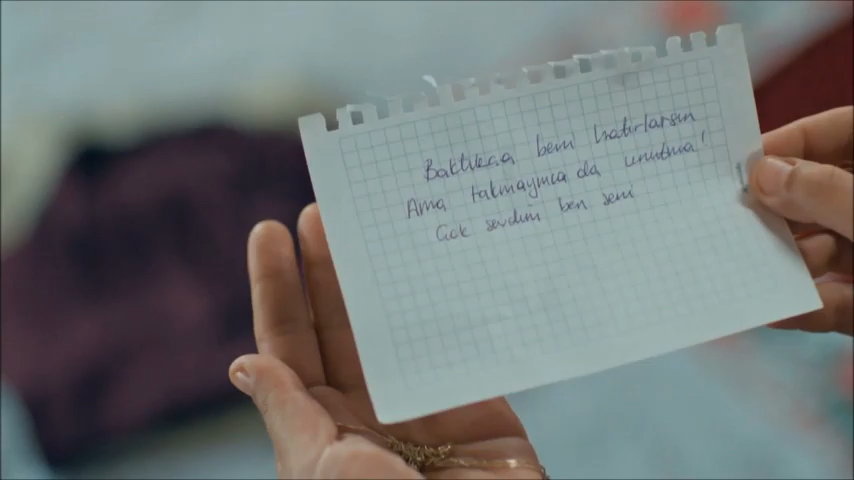 Baktıkça beni hatırlarsın
Ama takmayınca da unutma!
Çok sevdim ben seni